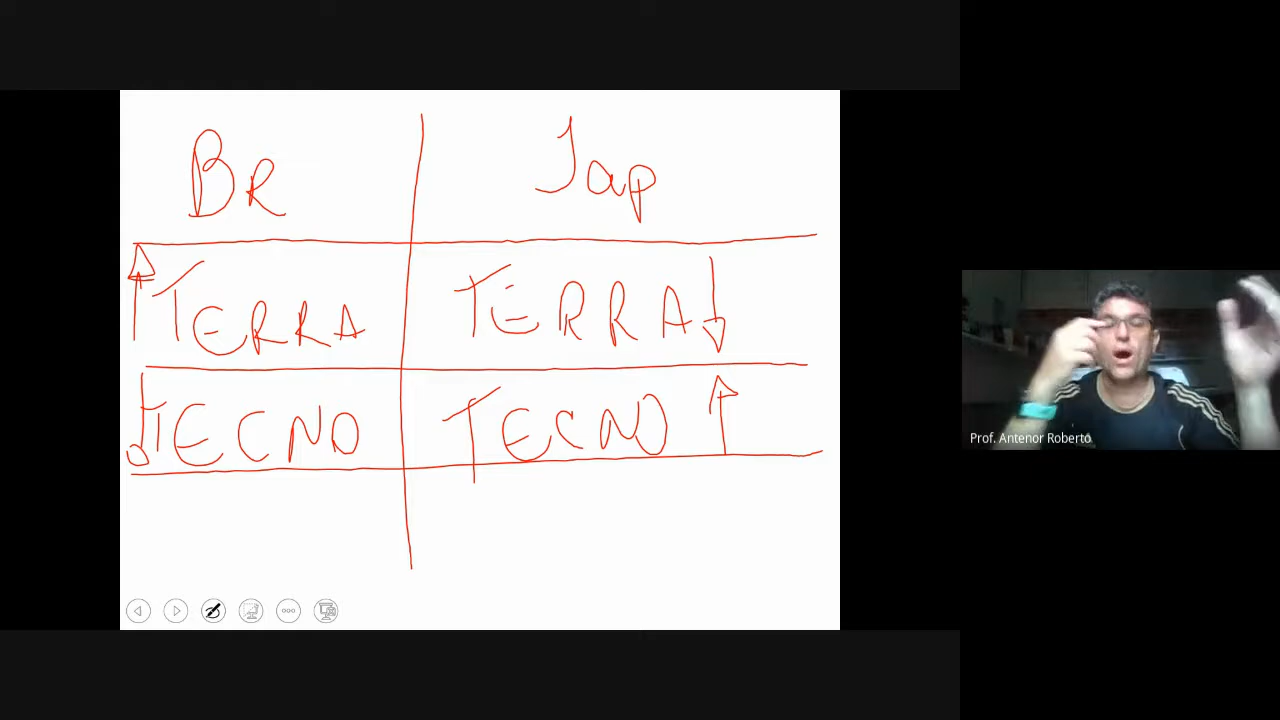 Br Jap
↑ TERRA TERRA ↓
↓ TECNO TECNO ↑
Prof. Antenor Roberto